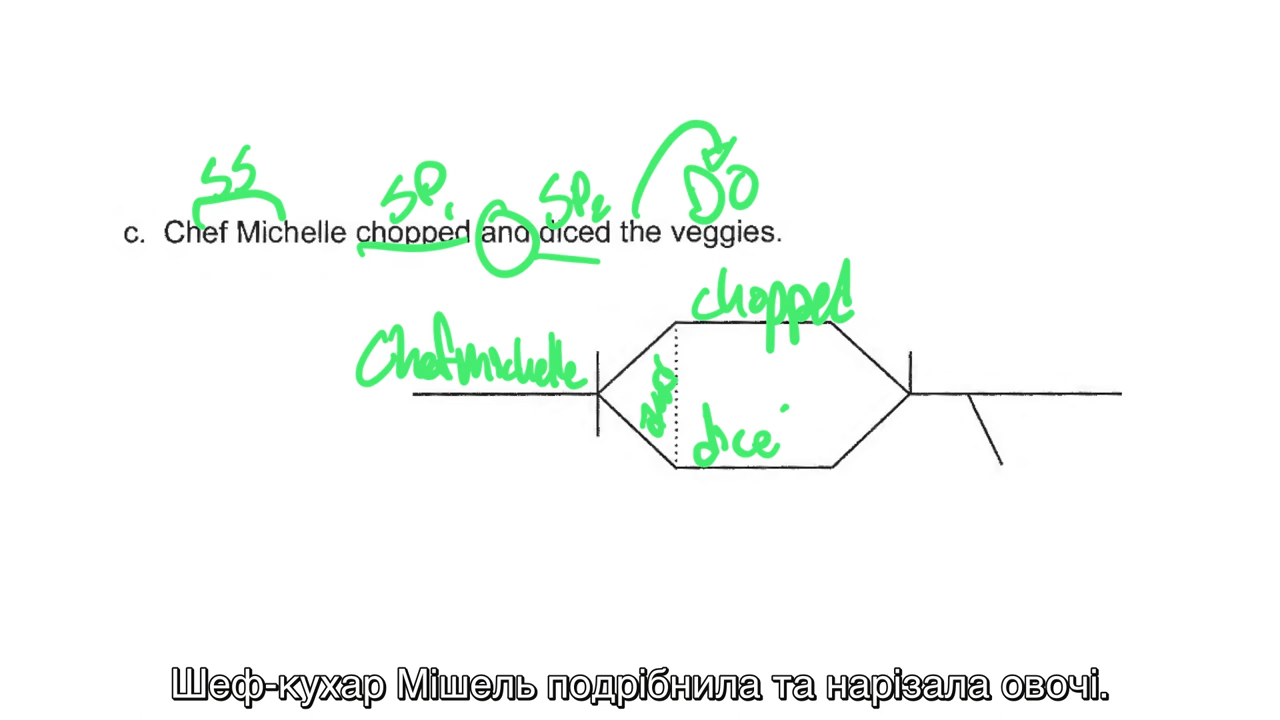 SS SP1 SP2 DO
c. Chef Michelle chopped and diced the veggies.
chopped
Chef michelle
and
dice
Шеф-кухар Мішель подрібнила та нарізала овочі.